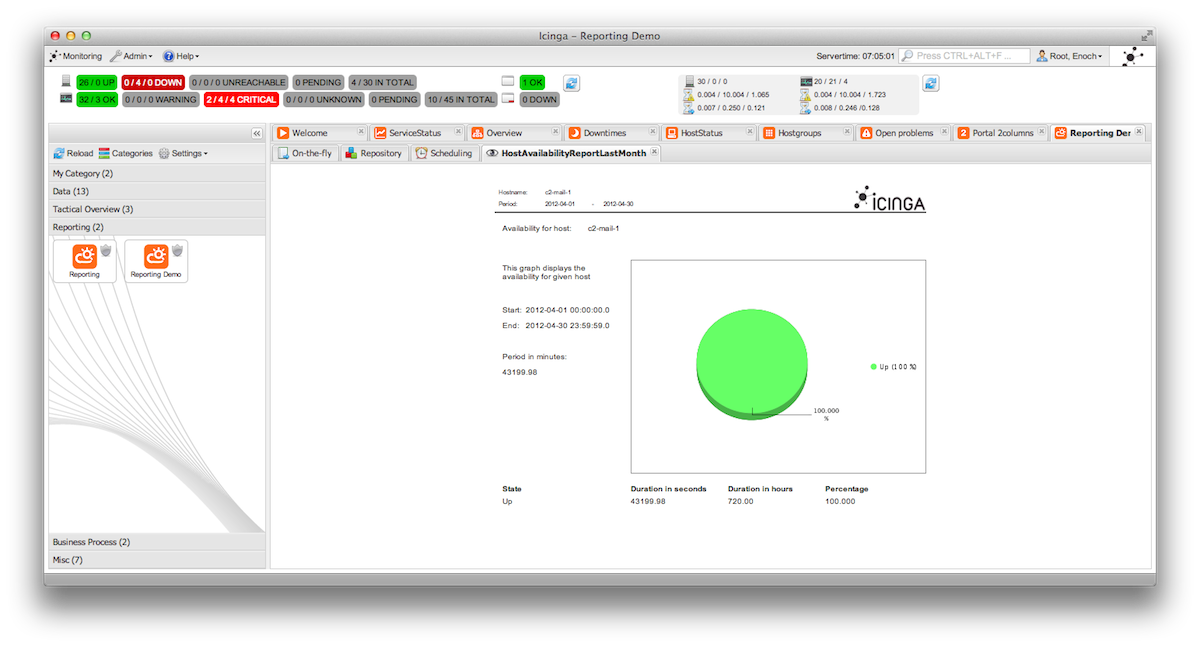 Icinga – Reporting Demo
Monitoring Admin Help Servertime: 07:05:01 Press CTRL+ALT+F ... Root, Enoch
26 / 0 UP 0 / 4 / 0 DOWN 0 / 0 / 0 UNREACHABLE 0 PENDING 4 / 30 IN TOTAL 1 OK 30 / 0 / 0 20 / 21 / 4
32 / 3 OK 0 / 0 / 0 WARNING 2 / 4 / 4 CRITICAL 0 / 0 / 0 UNKNOWN 0 PENDING 10 / 45 IN TOTAL 0 DOWN 0.004 / 10.004 / 1.065 0.004 / 10.004 / 1.723
0.007 / 0.250 / 0.121 0.008 / 0.246 /0.128
Welcome ServiceStatus Overview Downtimes HostStatus Hostgroups Open problems 2 Portal 2columns Reporting Der
Reload Categories Settings On-the-fly Repository Scheduling HostAvailabilityReportLastMonth
My Category (2)
Data (13)
Tactical Overview (3)
Reporting (2)
Reporting Reporting Demo
Business Process (2)
Misc (7)
Hostname: c2-mail-1
Period: 2012-04-01 - 2012-04-30
ICINGA
Availability for host: c2-mail-1
This graph displays the
availability for given host
Start: 2012-04-01 00:00:00.0
End: 2012-04-30 23:59:59.0
Period in minutes:
43199.98
Up (100 %)
100.000
%
State Duration in seconds Duration in hours Percentage
Up 43199.98 720.00 100.000